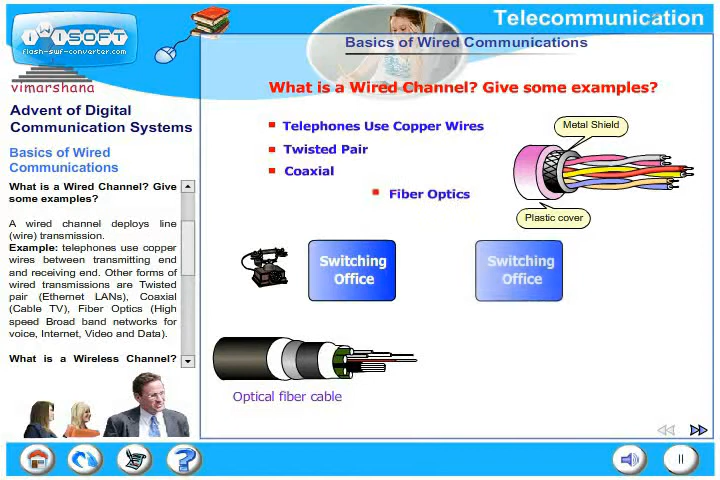 Telecommunication
iWiSOFT
flash-swf-converter.com
Basics of Wired Communications
vimarshana
Advent of Digital
Communication Systems
Basics of Wired
Communications
What is a Wired Channel? Give
some examples?
A wired channel deploys line
(wire) transmission.
Example: telephones use copper
wires between transmitting end
and receiving end. Other forms of
wired transmissions are Twisted
pair (Ethernet LANs), Coaxial
(Cable TV), Fiber Optics (High
speed Broad band networks for
voice, Internet, Video and Data).
What is a Wireless Channel?
What is a Wired Channel? Give some examples?
Telephones Use Copper Wires
Twisted Pair
Coaxial
Fiber Optics
Metal Shield
Plastic cover
Switching
Office
Switching
Office
Optical fiber cable